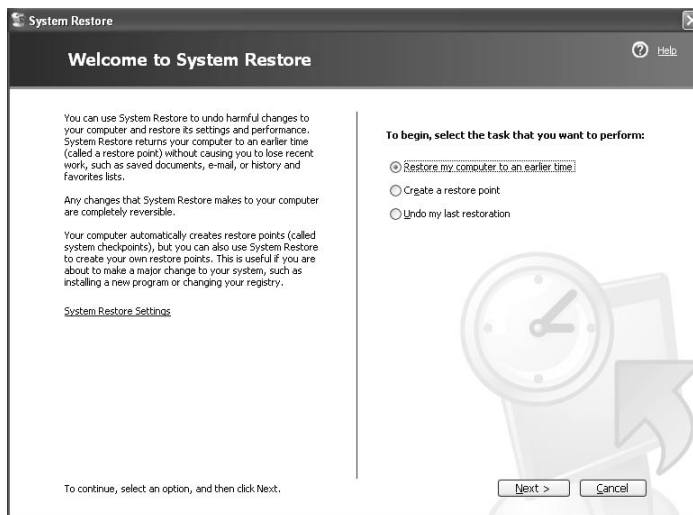 System Restore
Welcome to System Restore
Help
You can use System Restore to undo harmful changes to
your computer and restore its settings and performance.
System Restore returns your computer to an earlier time
(called a restore point) without causing you to lose recent
work, such as saved documents, e-mail, or history and
favorites lists.
Any changes that System Restore makes to your computer
are completely reversible.
Your computer automatically creates restore points (called
system checkpoints), but you can also use System Restore
to create your own restore points. This is useful if you are
about to make a major change to your system, such as
installing a new program or changing your registry.
System Restore Settings
To begin, select the task that you want to perform:
Restore my computer to an earlier time
Create a restore point
Undo my last restoration
To continue, select an option, and then click Next.
Next >
Cancel